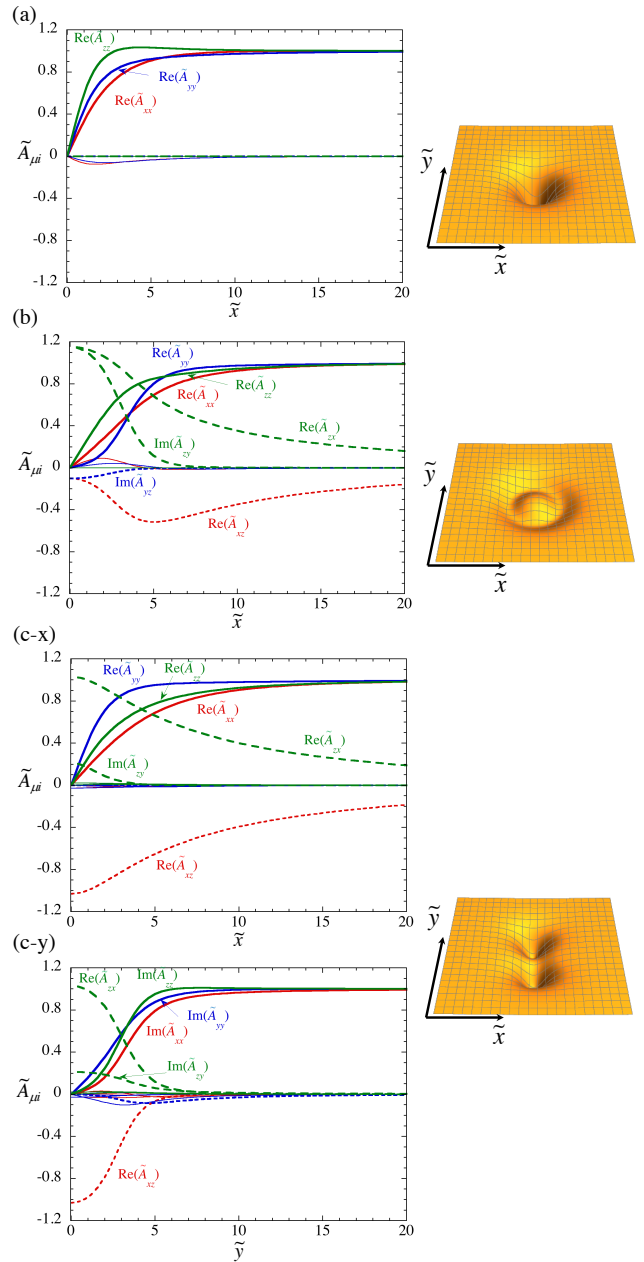 (a)
1.2
0.8
0.4
0
-0.4
-0.8
-1.2
Ã_μi
Re(Ã_zz)
Re(Ã_yy)
Re(Ã_xx)
0 5 10 15 20
x̃
ỹ
x̃
(b)
1.2
0.8
0.4
0
-0.4
-0.8
-1.2
Ã_μi
Re(Ã_yy)
Re(Ã_zz)
Re(Ã_xx)
Re(Ã_zx)
Im(Ã_zy)
Im(Ã_yz)
Re(Ã_xz)
0 5 10 15 20
x̃
ỹ
x̃
(c-x)
1.2
0.8
0.4
0
-0.4
-0.8
-1.2
Ã_μi
Re(Ã_yy)
Re(Ã_zz)
Re(Ã_xx)
Re(Ã_zx)
Im(Ã_zy)
Re(Ã_xz)
0 5 10 15 20
x̃
(c-y)
1.2
0.8
0.4
0
-0.4
-0.8
-1.2
Ã_μi
Re(Ã_zx)
Im(Ã_zz)
Im(Ã_yy)
Im(Ã_xx)
Im(Ã_zy)
Re(Ã_xz)
0 5 10 15 20
ỹ
ỹ
x̃